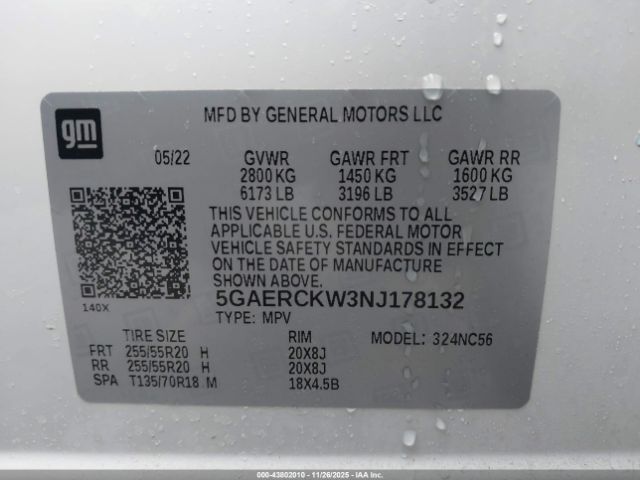 gm
MFD BY GENERAL MOTORS LLC
05/22 GVWR GAWR FRT GAWR RR
2800 KG 1450 KG 1600 KG
6173 LB 3196 LB 3527 LB
THIS VEHICLE CONFORMS TO ALL
APPLICABLE U.S. FEDERAL MOTOR
VEHICLE SAFETY STANDARDS IN EFFECT
ON THE DATE OF MANUFACTURE
SHOWN ABOVE.
140X
5GAERCKW3NJ178132
TYPE: MPV
TIRE SIZE RIM MODEL: 324NC56
FRT 255/55R20 H 20X8J
RR 255/55R20 H 20X8J
SPA T135/70R18 M 18X4.5B
000-43802010 - 11/26/2025 - IAA Inc.